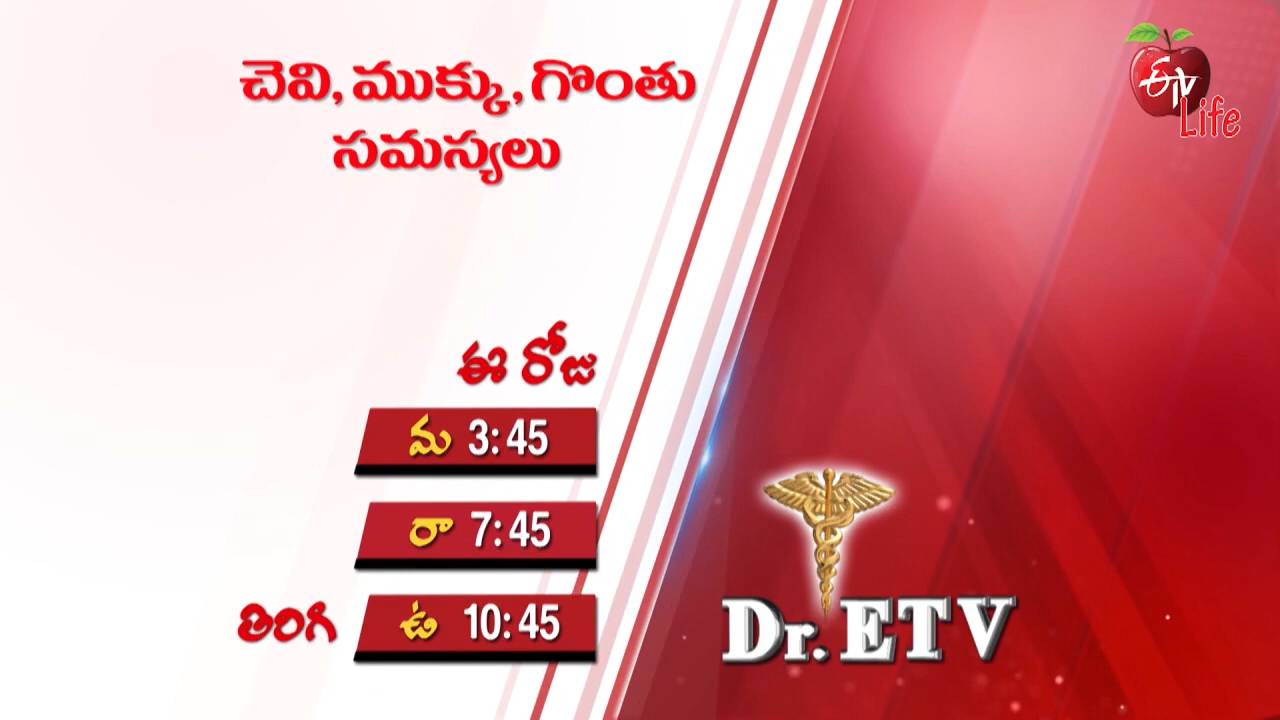 చెవి, ముక్కు, గొంతు
సమస్యలు
ఈ రోజు
మ 3:45
రా 7:45
తిరిగి ఉ 10:45
ETV Life
Dr. ETV